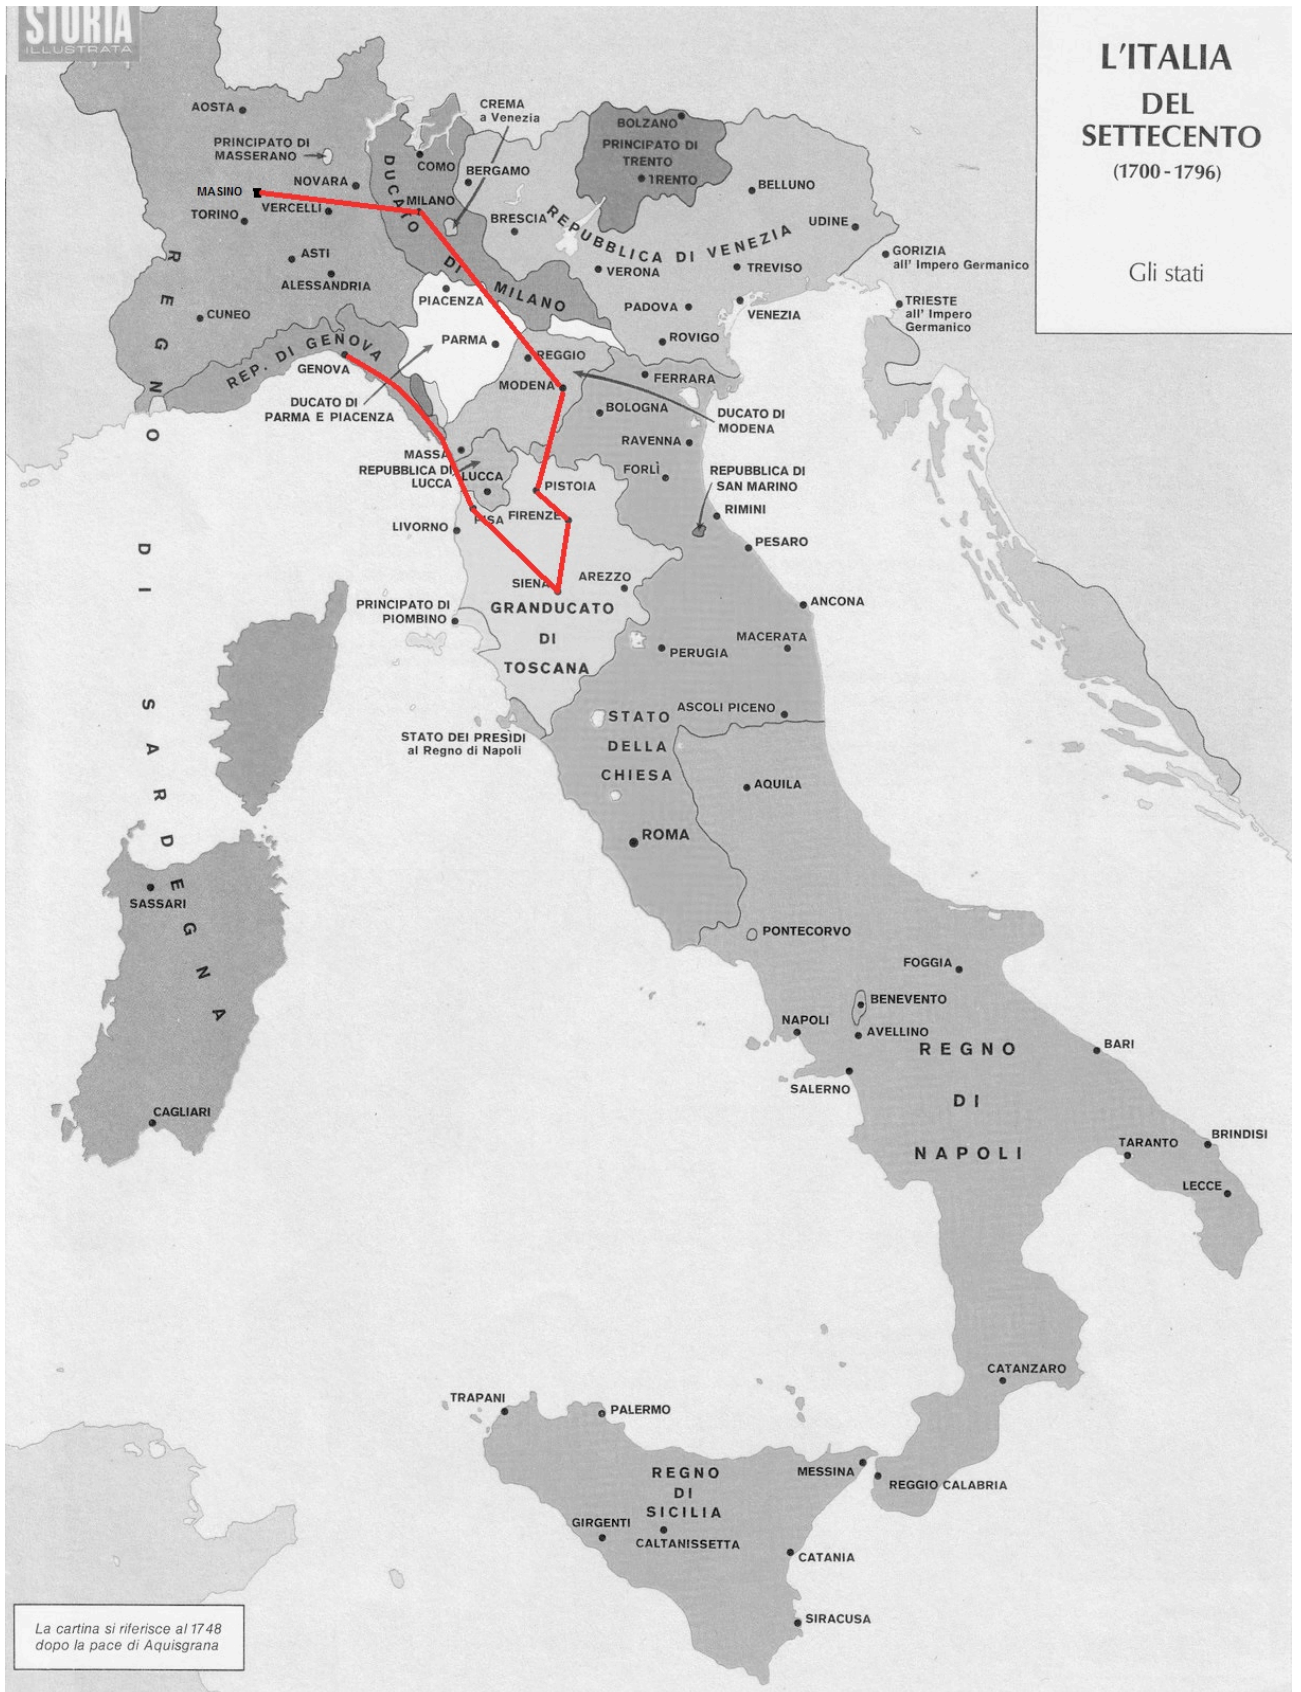 STORIA
ILLUSTRATA
L'ITALIA
DEL
SETTECENTO
(1700 - 1796)
Gli stati
AOSTA
CREMA
a Venezia
BOLZANO
PRINCIPATO DI
MASSERANO
PRINCIPATO DI
TRENTO
TRENTO
COMO
BERGAMO
NOVARA
MASINO
MILANO
BELLUNO
VERCELLI
TORINO
BRESCIA
UDINE
DUCATO
DI MILANO
REPUBBLICA DI VENEZIA
GORIZIA
all' Impero Germanico
ASTI
VERONA
TREVISO
ALESSANDRIA
PIACENZA
PADOVA
VENEZIA
TRIESTE
all' Impero
Germanico
CUNEO
PARMA
ROVIGO
REP. DI GENOVA
GENOVA
REGGIO
FERRARA
MODENA
DUCATO DI
PARMA E PIACENZA
BOLOGNA
DUCATO DI
MODENA
RAVENNA
MASSA
REPUBBLICA DI
LUCCA
LUCCA
FORLÌ
REPUBBLICA DI
SAN MARINO
PISTOIA
PISA
FIRENZE
RIMINI
LIVORNO
PESARO
SIENA
AREZZO
PRINCIPATO DI
PIOMBINO
GRANDUCATO
DI
TOSCANA
ANCONA
MACERATA
PERUGIA
ASCOLI PICENO
STATO DEI PRESÌDI
al Regno di Napoli
STATO
DELLA
CHIESA
AQUILA
ROMA
REGNO DI SARDEGNA
SASSARI
CAGLIARI
PONTECORVO
FOGGIA
BENEVENTO
NAPOLI
AVELLINO
BARI
SALERNO
REGNO
DI
NAPOLI
TARANTO
BRINDISI
LECCE
CATANZARO
TRAPANI
PALERMO
MESSINA
REGGIO CALABRIA
REGNO
DI
SICILIA
GIRGENTI
CALTANISSETTA
CATANIA
SIRACUSA
La cartina si riferisce al 1748
dopo la pace di Aquisgrana